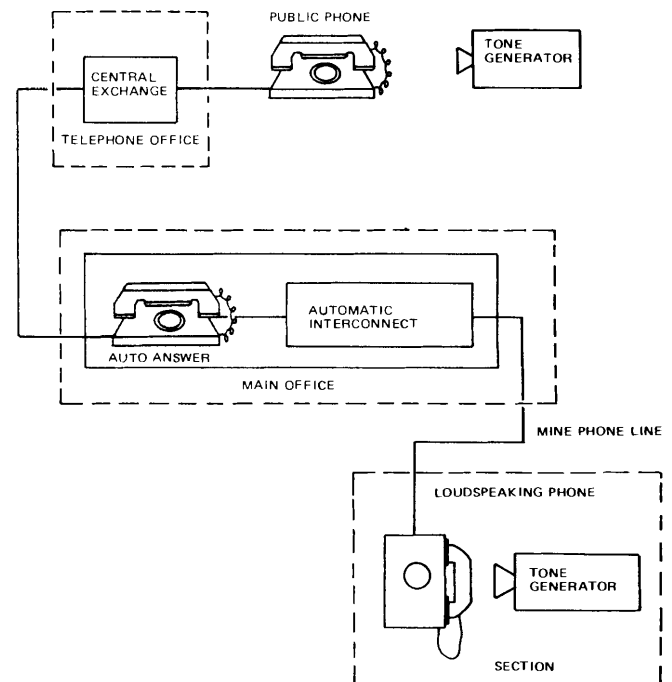 PUBLIC PHONE
TONE
GENERATOR
CENTRAL
EXCHANGE
TELEPHONE OFFICE
AUTOMATIC
INTERCONNECT
AUTO ANSWER
MAIN OFFICE
MINE PHONE LINE
LOUDSPEAKING PHONE
TONE
GENERATOR
SECTION